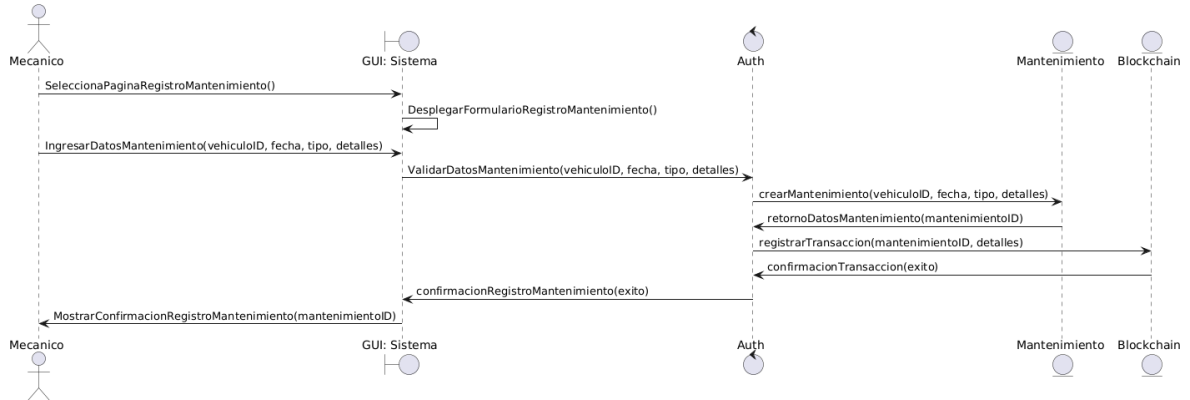 Mecanico
GUI: Sistema
Auth
Mantenimiento
Blockchain
SeleccionaPaginaRegistroMantenimiento()
DesplegarFormularioRegistroMantenimiento()
IngresarDatosMantenimiento(vehiculoID, fecha, tipo, detalles)
ValidarDatosMantenimiento(vehiculoID, fecha, tipo, detalles)
crearMantenimiento(vehiculoID, fecha, tipo, detalles)
retornoDatosMantenimiento(mantenimientoID)
registrarTransaccion(mantenimientoID, detalles)
confirmacionTransaccion(exito)
confirmacionRegistroMantenimiento(exito)
MostrarConfirmacionRegistroMantenimiento(mantenimientoID)
Mecanico
GUI: Sistema
Auth
Mantenimiento
Blockchain